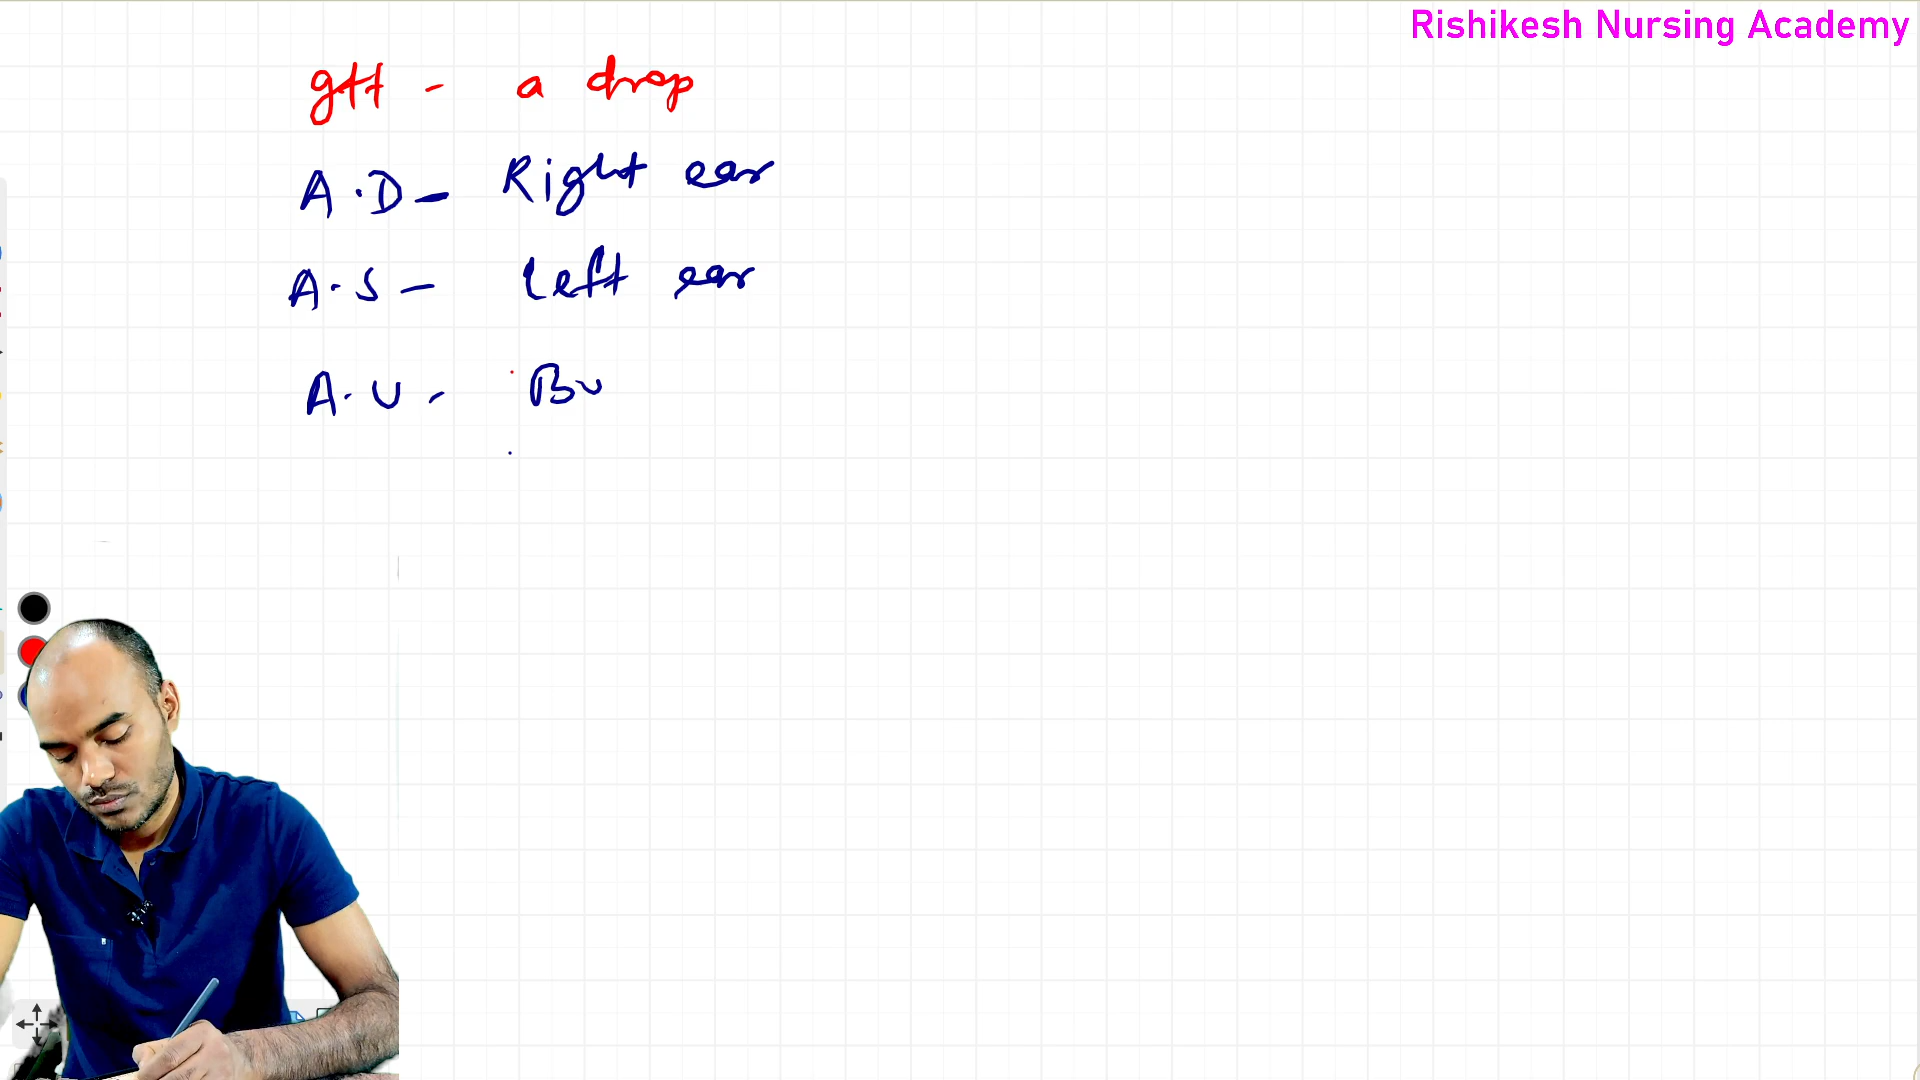 Rishikesh Nursing Academy
gtt - a drop
A.D - Right ear
A.S - Left ear
A.U - Bo